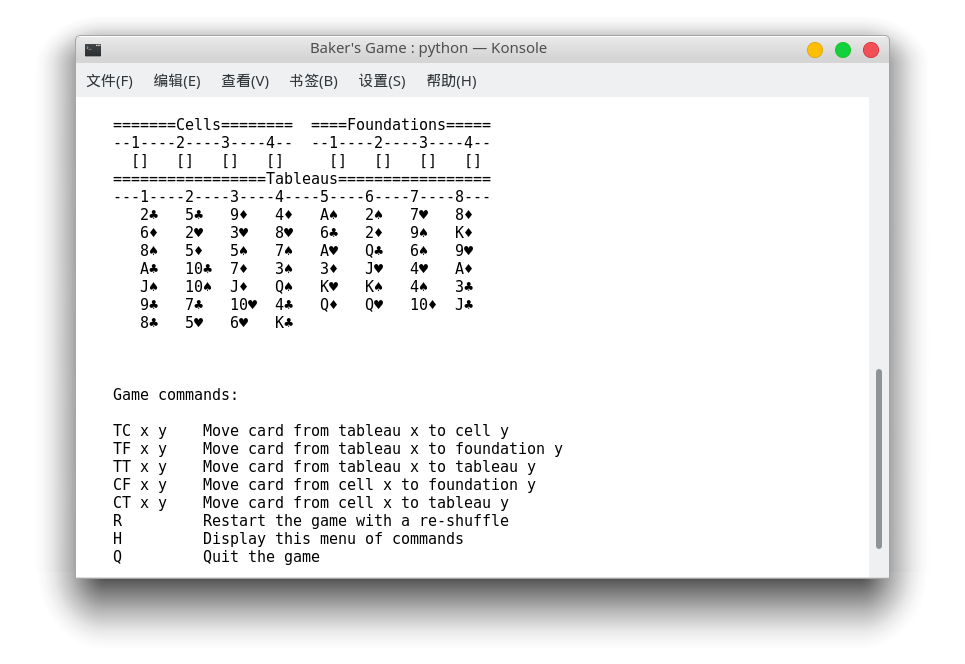 Baker's Game : python — Konsole
文件(F) 编辑(E) 查看(V) 书签(B) 设置(S) 帮助(H)
=======Cells======== ====Foundations=====
--1----2----3----4-- --1----2----3----4--
[] [] [] [] [] [] [] []
=================Tableaus=================
---1----2----3----4----5----6----7----8---
2♣ 5♣ 9♦ 4♦ A♠ 2♠ 7♥ 8♦
6♦ 2♥ 3♥ 8♥ 6♣ 2♦ 9♠ K♦
8♠ 5♦ 5♠ 7♠ A♥ Q♣ 6♠ 9♥
A♣ 10♣ 7♦ 3♠ 3♦ J♥ 4♥ A♦
J♠ 10♠ J♦ Q♠ K♥ K♠ 4♠ 3♣
9♣ 7♣ 10♥ 4♣ Q♦ Q♥ 10♦ J♣
8♣ 5♥ 6♥ K♣
Game commands:
TC x y Move card from tableau x to cell y
TF x y Move card from tableau x to foundation y
TT x y Move card from tableau x to tableau y
CF x y Move card from cell x to foundation y
CT x y Move card from cell x to tableau y
R Restart the game with a re-shuffle
H Display this menu of commands
Q Quit the game